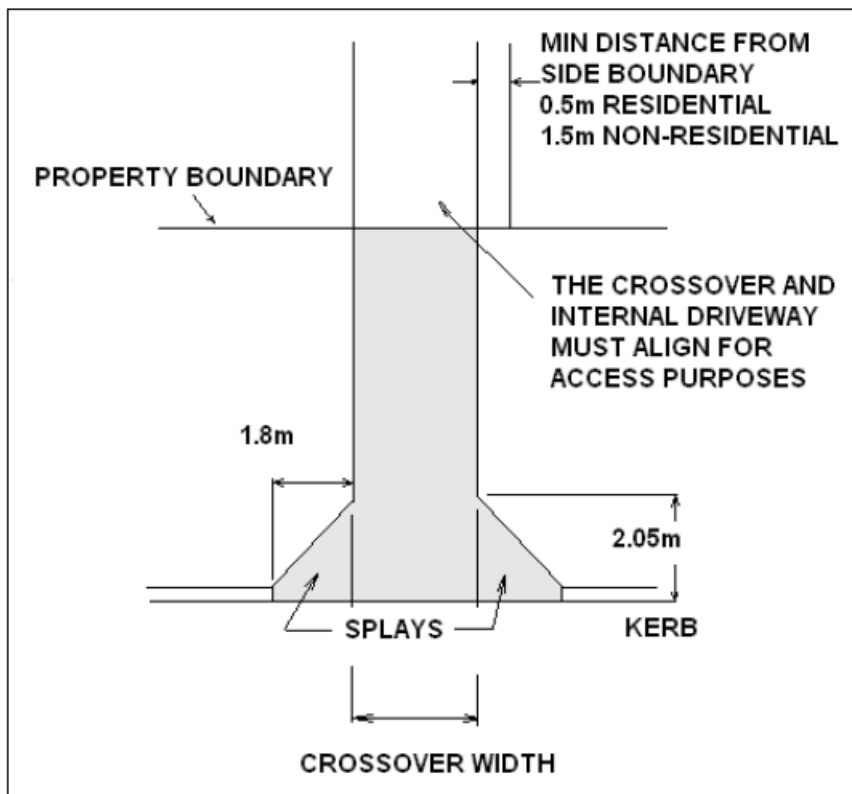 MIN DISTANCE FROM
SIDE BOUNDARY
0.5m RESIDENTIAL
1.5m NON-RESIDENTIAL
PROPERTY BOUNDARY
THE CROSSOVER AND
INTERNAL DRIVEWAY
MUST ALIGN FOR
ACCESS PURPOSES
1.8m
2.05m
SPLAYS
KERB
CROSSOVER WIDTH